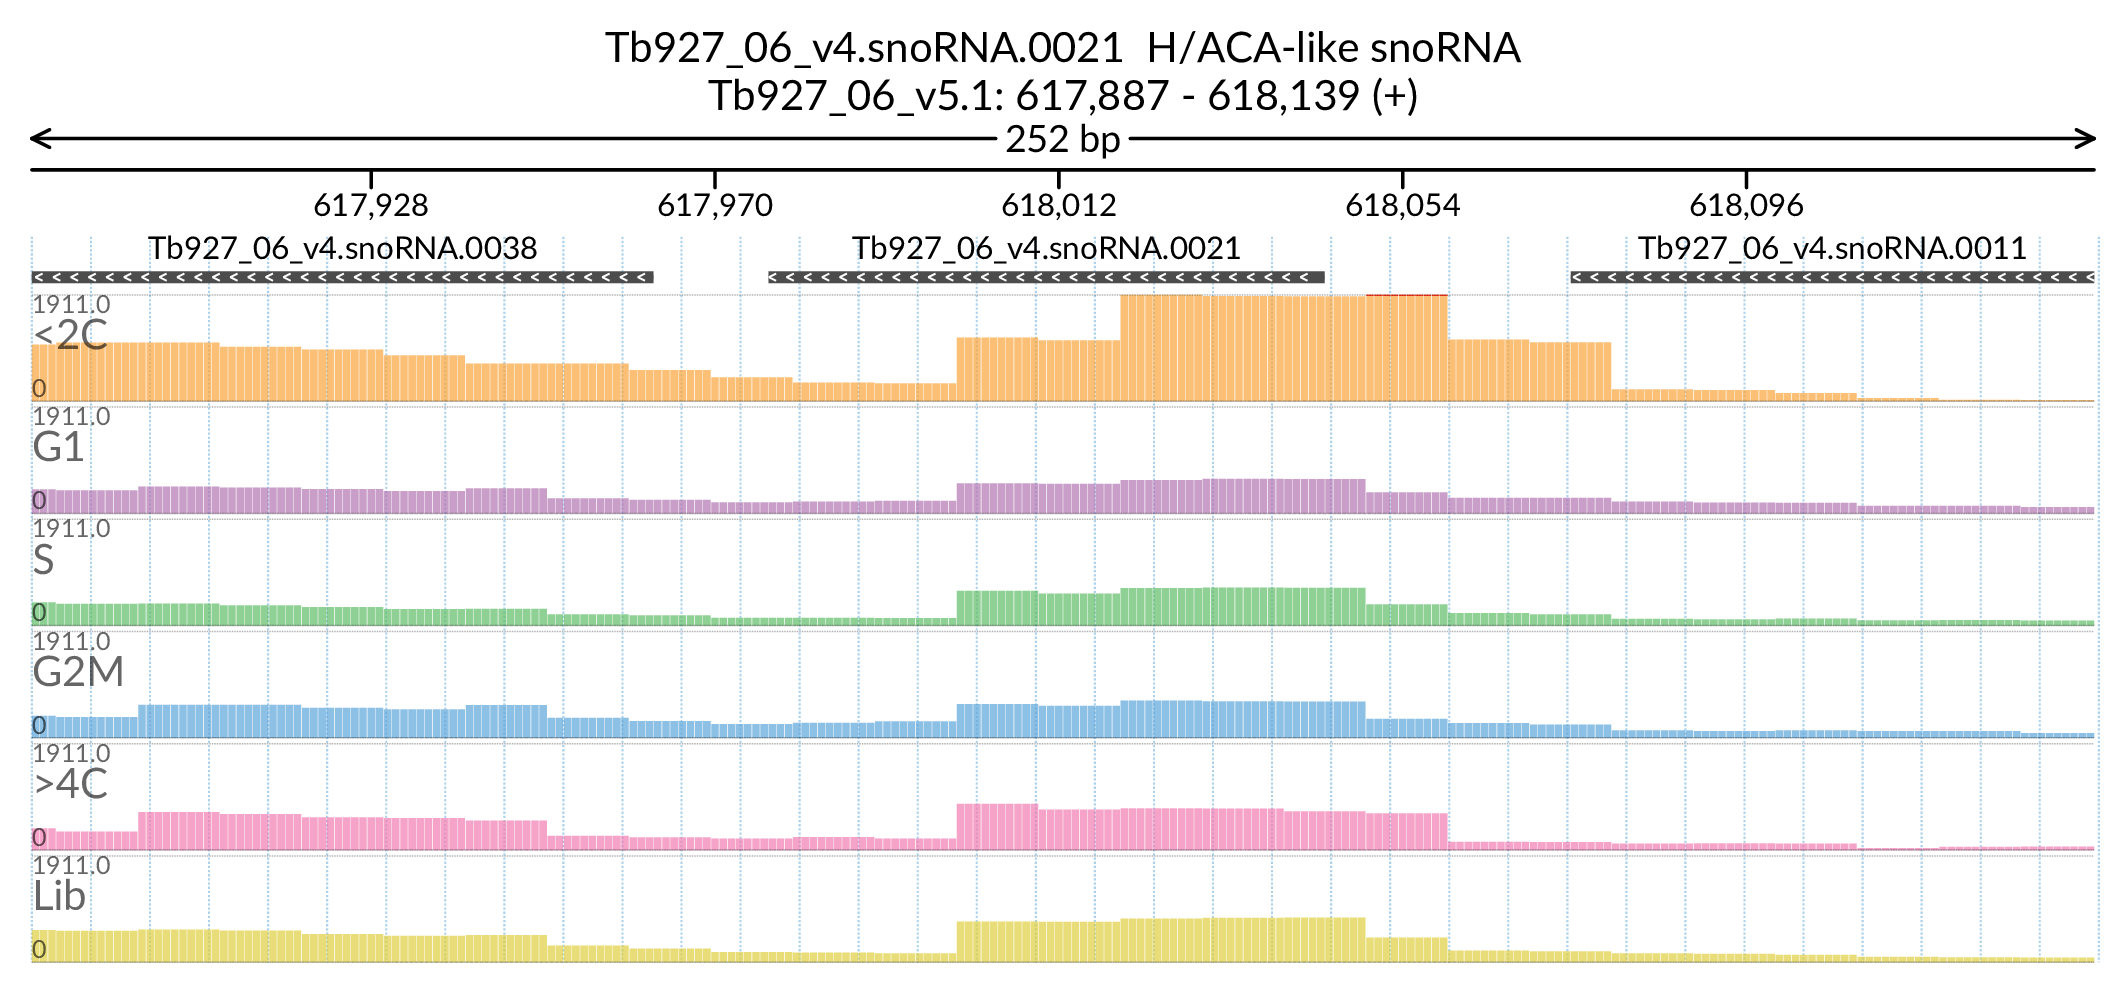 Tb927_06_v4.snoRNA.0021 H/ACA-like snoRNA
Tb927_06_v5.1: 617,887 - 618,139 (+)
252 bp
617,928 617,970 618,012 618,054 618,096
Tb927_06_v4.snoRNA.0038 Tb927_06_v4.snoRNA.0021 Tb927_06_v4.snoRNA.0011
1911.0
<2C
0
1911.0
G1
0
1911.0
S
0
1911.0
G2M
0
1911.0
>4C
0
1911.0
Lib
0